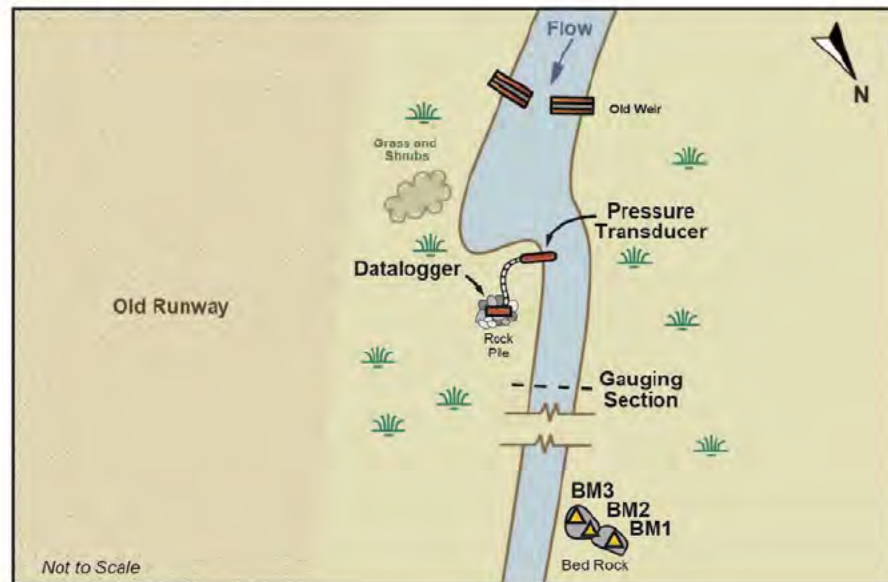 Flow
N
Old Weir
Grass and
Shrubs
Pressure
Transducer
Datalogger
Old Runway
Rock
Pile
Gauging
Section
BM3
BM2
BM1
Bed Rock
Not to Scale